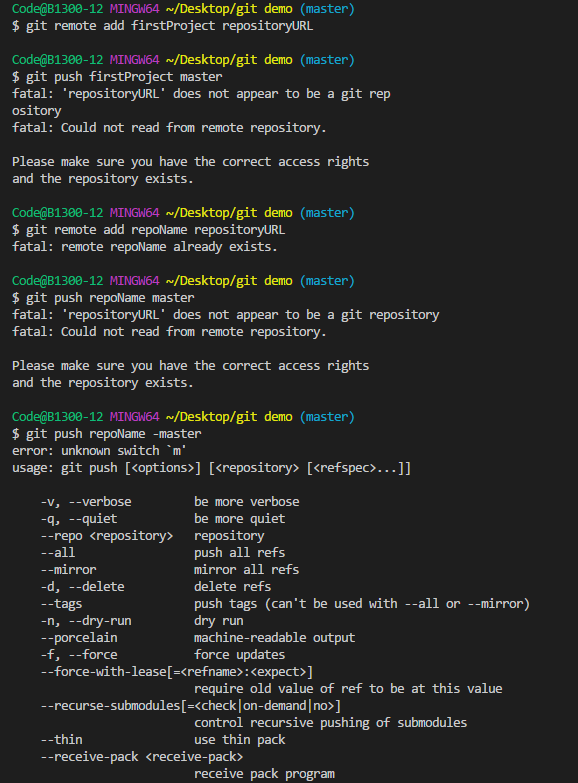 Code@B1300-12 MINGW64 ~/Desktop/git demo (master)
$ git remote add firstProject repositoryURL
Code@B1300-12 MINGW64 ~/Desktop/git demo (master)
$ git push firstProject master
fatal: 'repositoryURL' does not appear to be a git rep
ository
fatal: Could not read from remote repository.
Please make sure you have the correct access rights
and the repository exists.
Code@B1300-12 MINGW64 ~/Desktop/git demo (master)
$ git remote add repoName repositoryURL
fatal: remote repoName already exists.
Code@B1300-12 MINGW64 ~/Desktop/git demo (master)
$ git push repoName master
fatal: 'repositoryURL' does not appear to be a git repository
fatal: Could not read from remote repository.
Please make sure you have the correct access rights
and the repository exists.
Code@B1300-12 MINGW64 ~/Desktop/git demo (master)
$ git push repoName -master
error: unknown switch `m'
usage: git push [<options>] [<repository> [<refspec>...]]
-v, --verbose be more verbose
-q, --quiet be more quiet
--repo <repository> repository
--all push all refs
--mirror mirror all refs
-d, --delete delete refs
--tags push tags (can't be used with --all or --mirror)
-n, --dry-run dry run
--porcelain machine-readable output
-f, --force force updates
--force-with-lease[=<refname>:<expect>]
require old value of ref to be at this value
--recurse-submodules[=<check|on-demand|no>]
control recursive pushing of submodules
--thin use thin pack
--receive-pack <receive-pack>
receive pack program